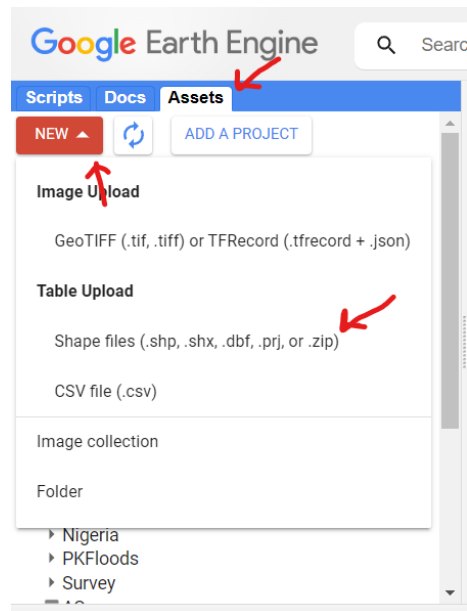 Google Earth Engine
Searc
Scripts Docs Assets
NEW
ADD A PROJECT
Image Upload
GeoTIFF (.tif, .tiff) or TFRecord (.tfrecord + .json)
Table Upload
Shape files (.shp, .shx, .dbf, .prj, or .zip)
CSV file (.csv)
Image collection
Folder
Nigeria
PKFloods
Survey